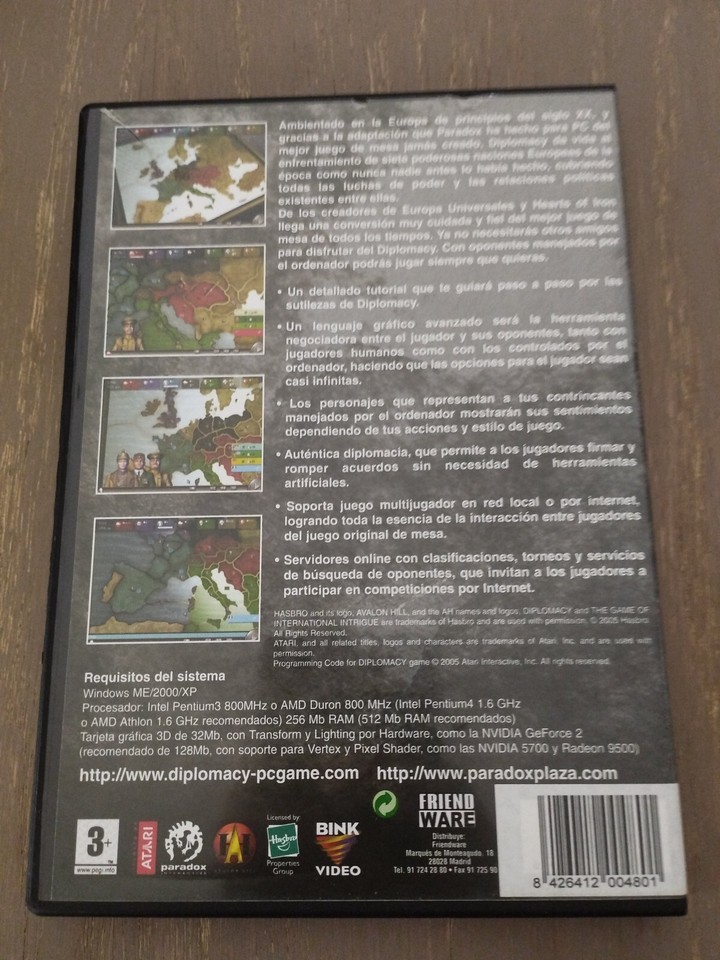 Ambientado en la Europa de principios del siglo XX, y
gracias a la adaptación que Paradox ha hecho para PC del
mejor juego de mesa jamás creado, Diplomacy da vida al
enfrentamiento de siete poderosas naciones Europeas de la
época como nunca nadie antes lo había hecho, cubriendo
todas las luchas de poder y las relaciones políticas
existentes entre ellas.
De los creadores de Europa Universales y Hearts of Iron
llega una conversión muy cuidada y fiel del mejor juego de
mesa de todos los tiempos. Ya no necesitarás otros amigos
para disfrutar del Diplomacy. Con oponentes manejados por
el ordenador podrás jugar siempre que quieras.
• Un detallado tutorial que te guiará paso a paso por las
sutilezas de Diplomacy.
• Un lenguaje gráfico avanzado será la herramienta
negociadora entre el jugador y sus oponentes, tanto con
jugadores humanos como con los controlados por el
ordenador, haciendo que las opciones para el jugador sean
casi infinitas.
• Los personajes que representan a tus contrincantes
manejados por el ordenador mostrarán sus sentimientos
dependiendo de tus acciones y estilo de juego.
• Auténtica diplomacia, que permite a los jugadores firmar y
romper acuerdos sin necesidad de herramientas
artificiales.
• Soporta juego multijugador en red local o por internet,
logrando toda la esencia de la interacción entre jugadores
del juego original de mesa.
• Servidores online con clasificaciones, torneos y servicios
de búsqueda de oponentes, que invitan a los jugadores a
participar en competiciones por Internet.
HASBRO and its logo, AVALON HILL, and the AH names and logos, DIPLOMACY and THE GAME OF
INTERNATIONAL INTRIGUE are trademarks of Hasbro and are used with permission. © 2005 Hasbro.
All Rights Reserved.
ATARI, and all related titles, logos and characters are trademarks of Atari, Inc. and are used with
permission.
Programming Code for DIPLOMACY game © 2005 Atari Interactive, Inc. All rights reserved.
Requisitos del sistema
Windows ME/2000/XP
Procesador: Intel Pentium3 800MHz o AMD Duron 800 MHz (Intel Pentium4 1.6 GHz
o AMD Athlon 1.6 GHz recomendados) 256 Mb RAM (512 Mb RAM recomendados)
Tarjeta gráfica 3D de 32Mb, con Transform y Lighting por Hardware, como la NVIDIA GeForce 2
(recomendado de 128Mb, con soporte para Vertex y Pixel Shader, como las NVIDIA 5700 y Radeon 9500)
http://www.diplomacy-pcgame.com http://www.paradoxplaza.com
3+
™
www.pegi.info
ATARI
paradox
INTERACTIVE
Licensed by:
Hasbro
Properties
Group
BINK
VIDEO
FRIEND
WARE
Distribuye:
Friendware
Marqués de Monteagudo, 18
28028 Madrid
Tel. 91 724 28 80 • Fax 91 725 90
8 426412 004801